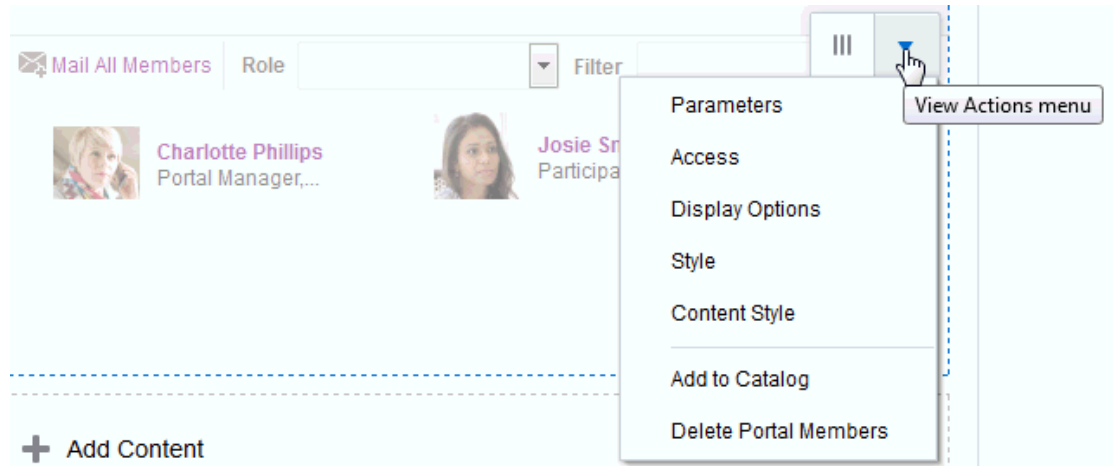 Mail All Members Role Filter
View Actions menu
Charlotte Phillips
Portal Manager,...
Josie
Parameters
Access
Display Options
Style
Content Style
Add to Catalog
Delete Portal Members
Add Content